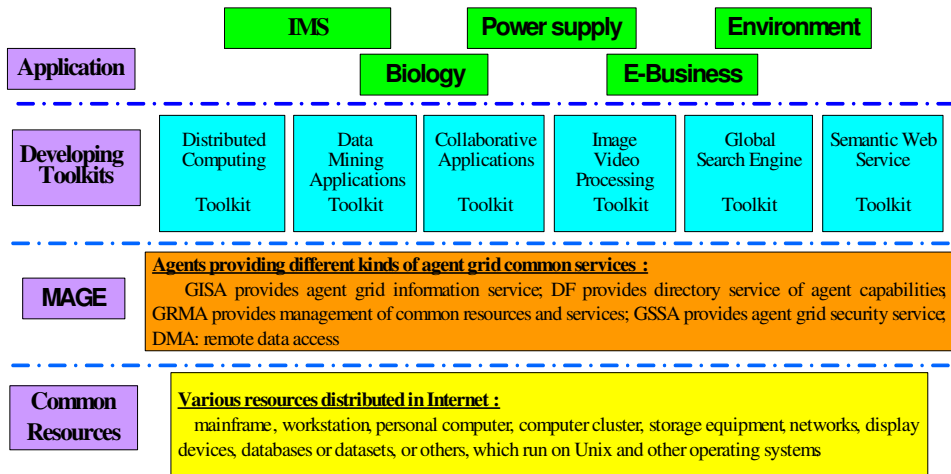 IMS
Power supply
Environment
Application
Biology
E-Business
Developing
Toolkits
Distributed
Computing
Toolkit
Data
Mining
Applications
Toolkit
Collaborative
Applications
Toolkit
Image
Video
Processing
Toolkit
Global
Search Engine
Toolkit
Semantic Web
Service
Toolkit
MAGE
Agents providing different kinds of agent grid common services :
GISA provides agent grid information service; DF provides directory service of agent capabilities;
GRMA provides management of common resources and services; GSSA provides agent grid security service;
DMA: remote data access
Common
Resources
Various resources distributed in Internet :
mainframe, workstation, personal computer, computer cluster, storage equipment, networks, display
devices, databases or datasets, or others, which run on Unix and other operating systems